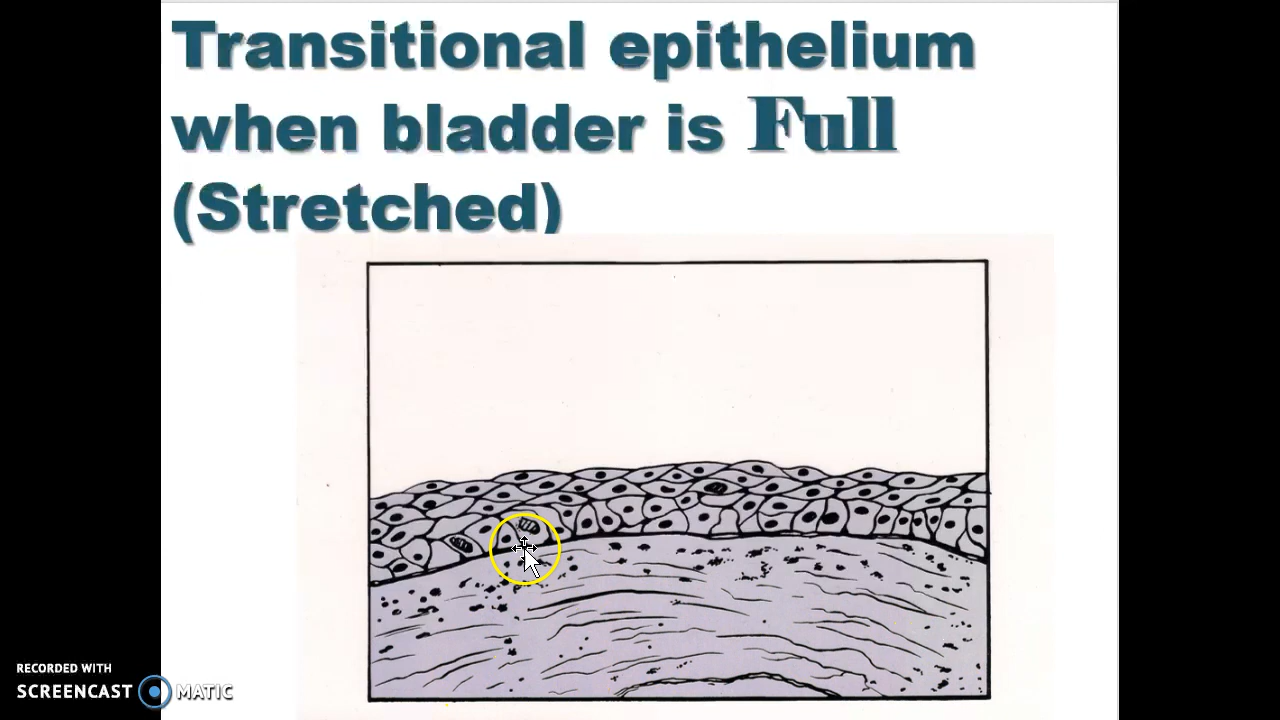 Transitional epithelium
when bladder is Full
(Stretched)
RECORDED WITH
SCREENCAST MATIC